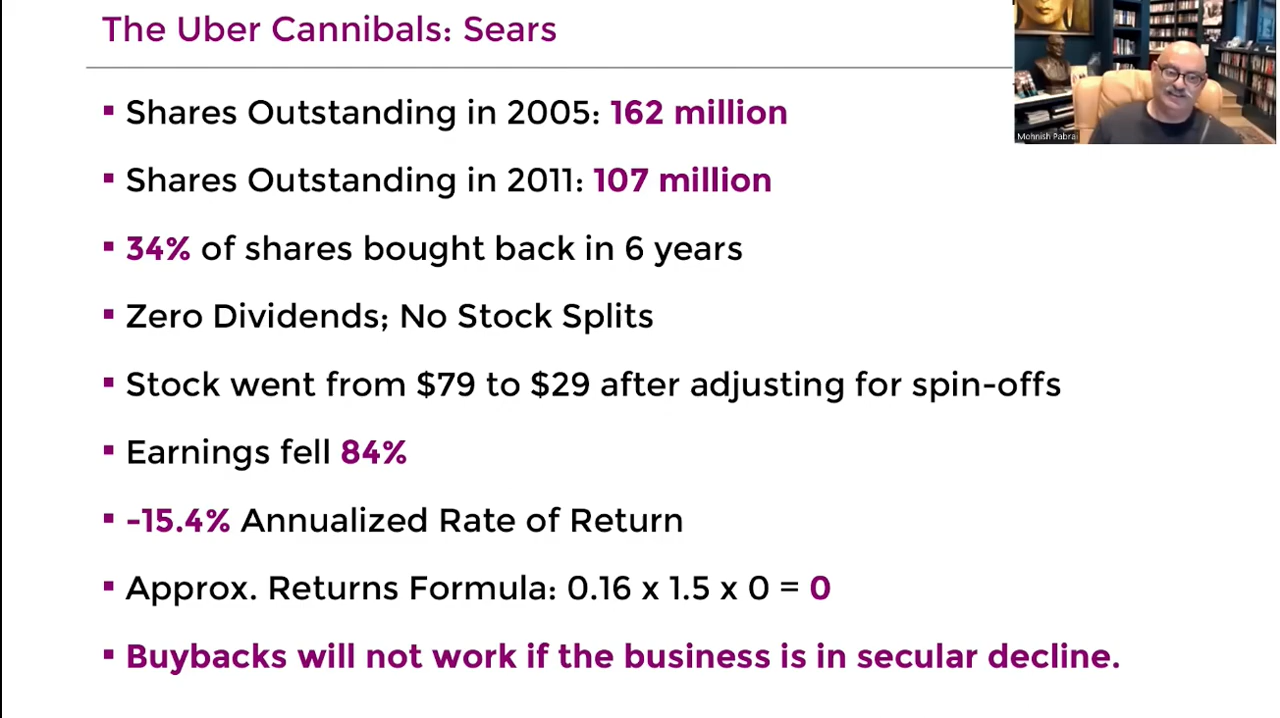 The Uber Cannibals: Sears
Mohnish Pabrai
▪ Shares Outstanding in 2005: 162 million
▪ Shares Outstanding in 2011: 107 million
▪ 34% of shares bought back in 6 years
▪ Zero Dividends; No Stock Splits
▪ Stock went from $79 to $29 after adjusting for spin-offs
▪ Earnings fell 84%
▪ -15.4% Annualized Rate of Return
▪ Approx. Returns Formula: 0.16 x 1.5 x 0 = 0
▪ Buybacks will not work if the business is in secular decline.